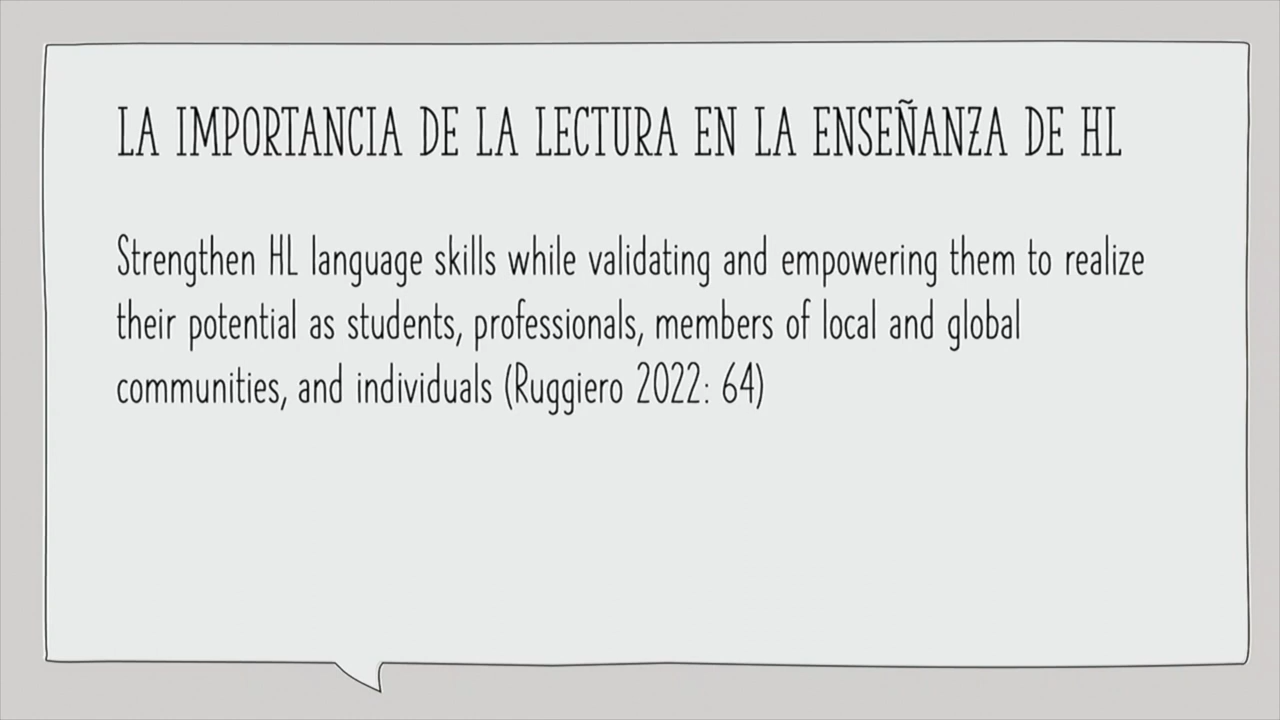 LA IMPORTANCIA DE LA LECTURA EN LA ENSEÑANZA DE HL
Strengthen HL language skills while validating and empowering them to realize
their potential as students, professionals, members of local and global
communities, and individuals (Ruggiero 2022: 64)